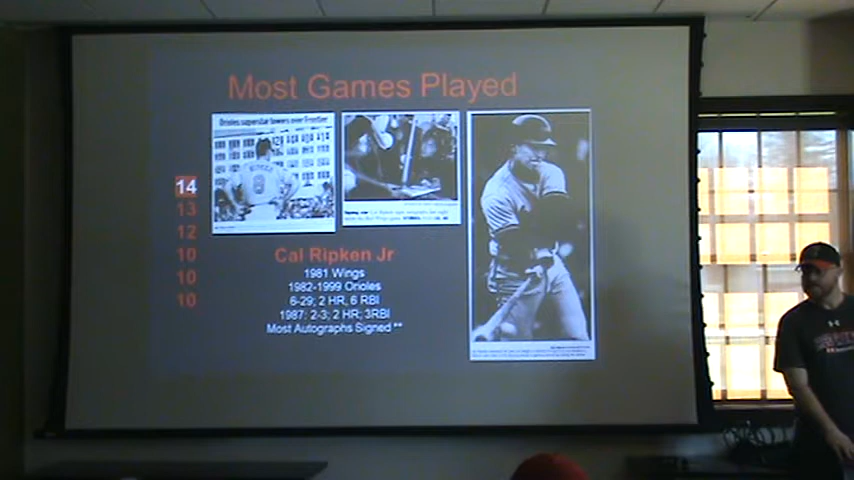 Most Games Played
Orioles superstar towers over Frontier
14
13
12
10
10
10
Cal Ripken Jr
1981 Wings
1982-1999 Orioles
6-29; 2 HR, 6 RBI
1987: 2-3; 2 HR; 3RBI
Most Autographs Signed **